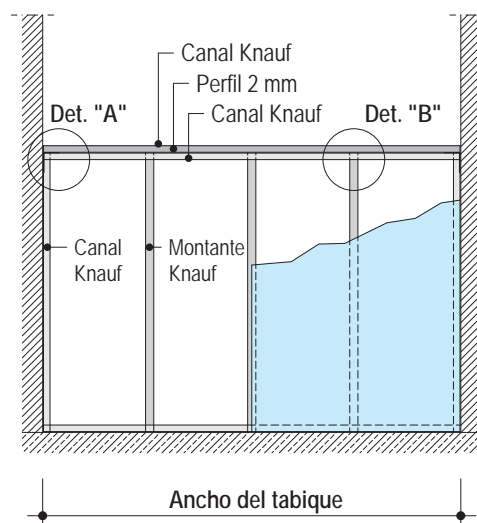 Canal Knauf
Perfil 2 mm
Canal Knauf
Det. "A"
Det. "B"
Canal
Knauf
Montante
Knauf
Ancho del tabique